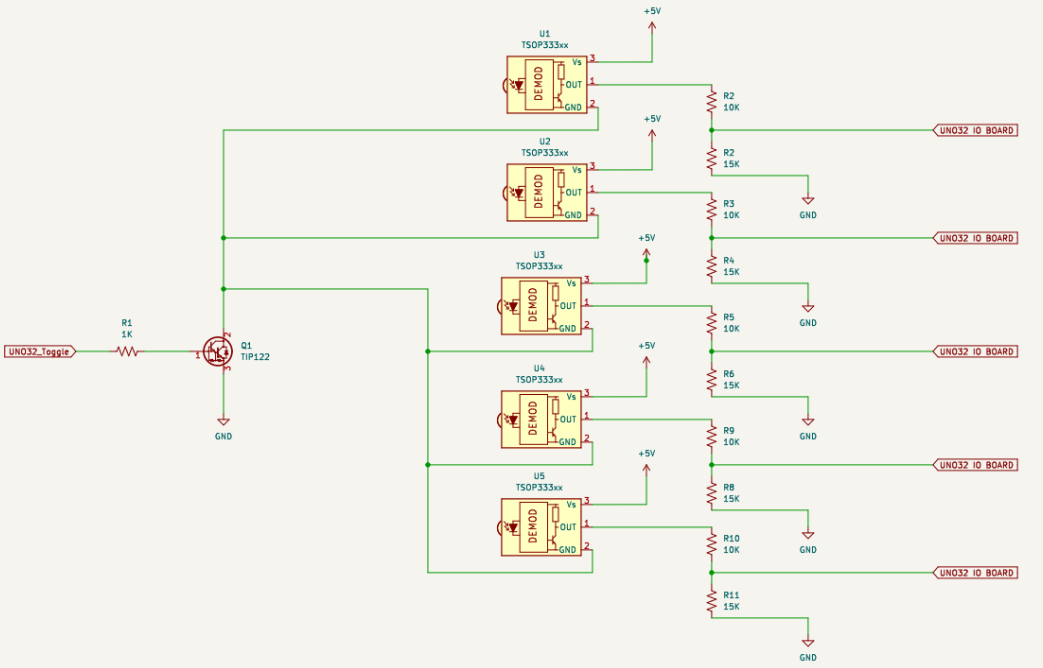 +5V
U1
TSOP333xx
DEMOD
Vs 3
OUT 1
GND 2
R2
10K
UNO32 IO BOARD
R2
15K
GND
+5V
U2
TSOP333xx
DEMOD
Vs 3
OUT 1
GND 2
R3
10K
UNO32 IO BOARD
R4
15K
GND
+5V
U3
TSOP333xx
DEMOD
Vs 3
OUT 1
GND 2
R5
10K
UNO32 IO BOARD
R6
15K
GND
R1
1K
UNO32_Toggle
1
2
3
Q1
TIP122
GND
+5V
U4
TSOP333xx
DEMOD
Vs 3
OUT 1
GND 2
R9
10K
UNO32 IO BOARD
R8
15K
GND
+5V
U5
TSOP333xx
DEMOD
Vs 3
OUT 1
GND 2
R10
10K
UNO32 IO BOARD
R11
15K
GND